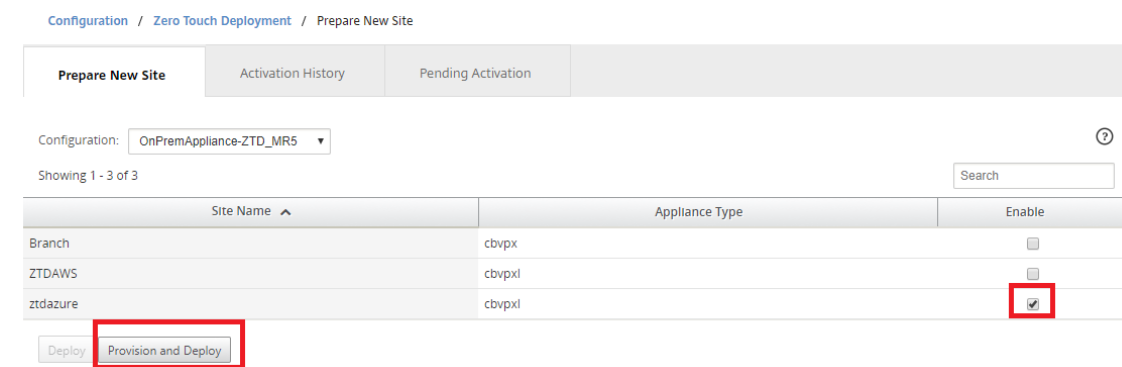 Configuration / Zero Touch Deployment / Prepare New Site
Prepare New Site Activation History Pending Activation
Configuration: OnPremAppliance-ZTD_MR5
Showing 1 - 3 of 3 Search
Site Name Appliance Type Enable
Branch cbvpx
ZTDAWS cbvpxl
ztdazure cbvpxl
Deploy Provision and Deploy